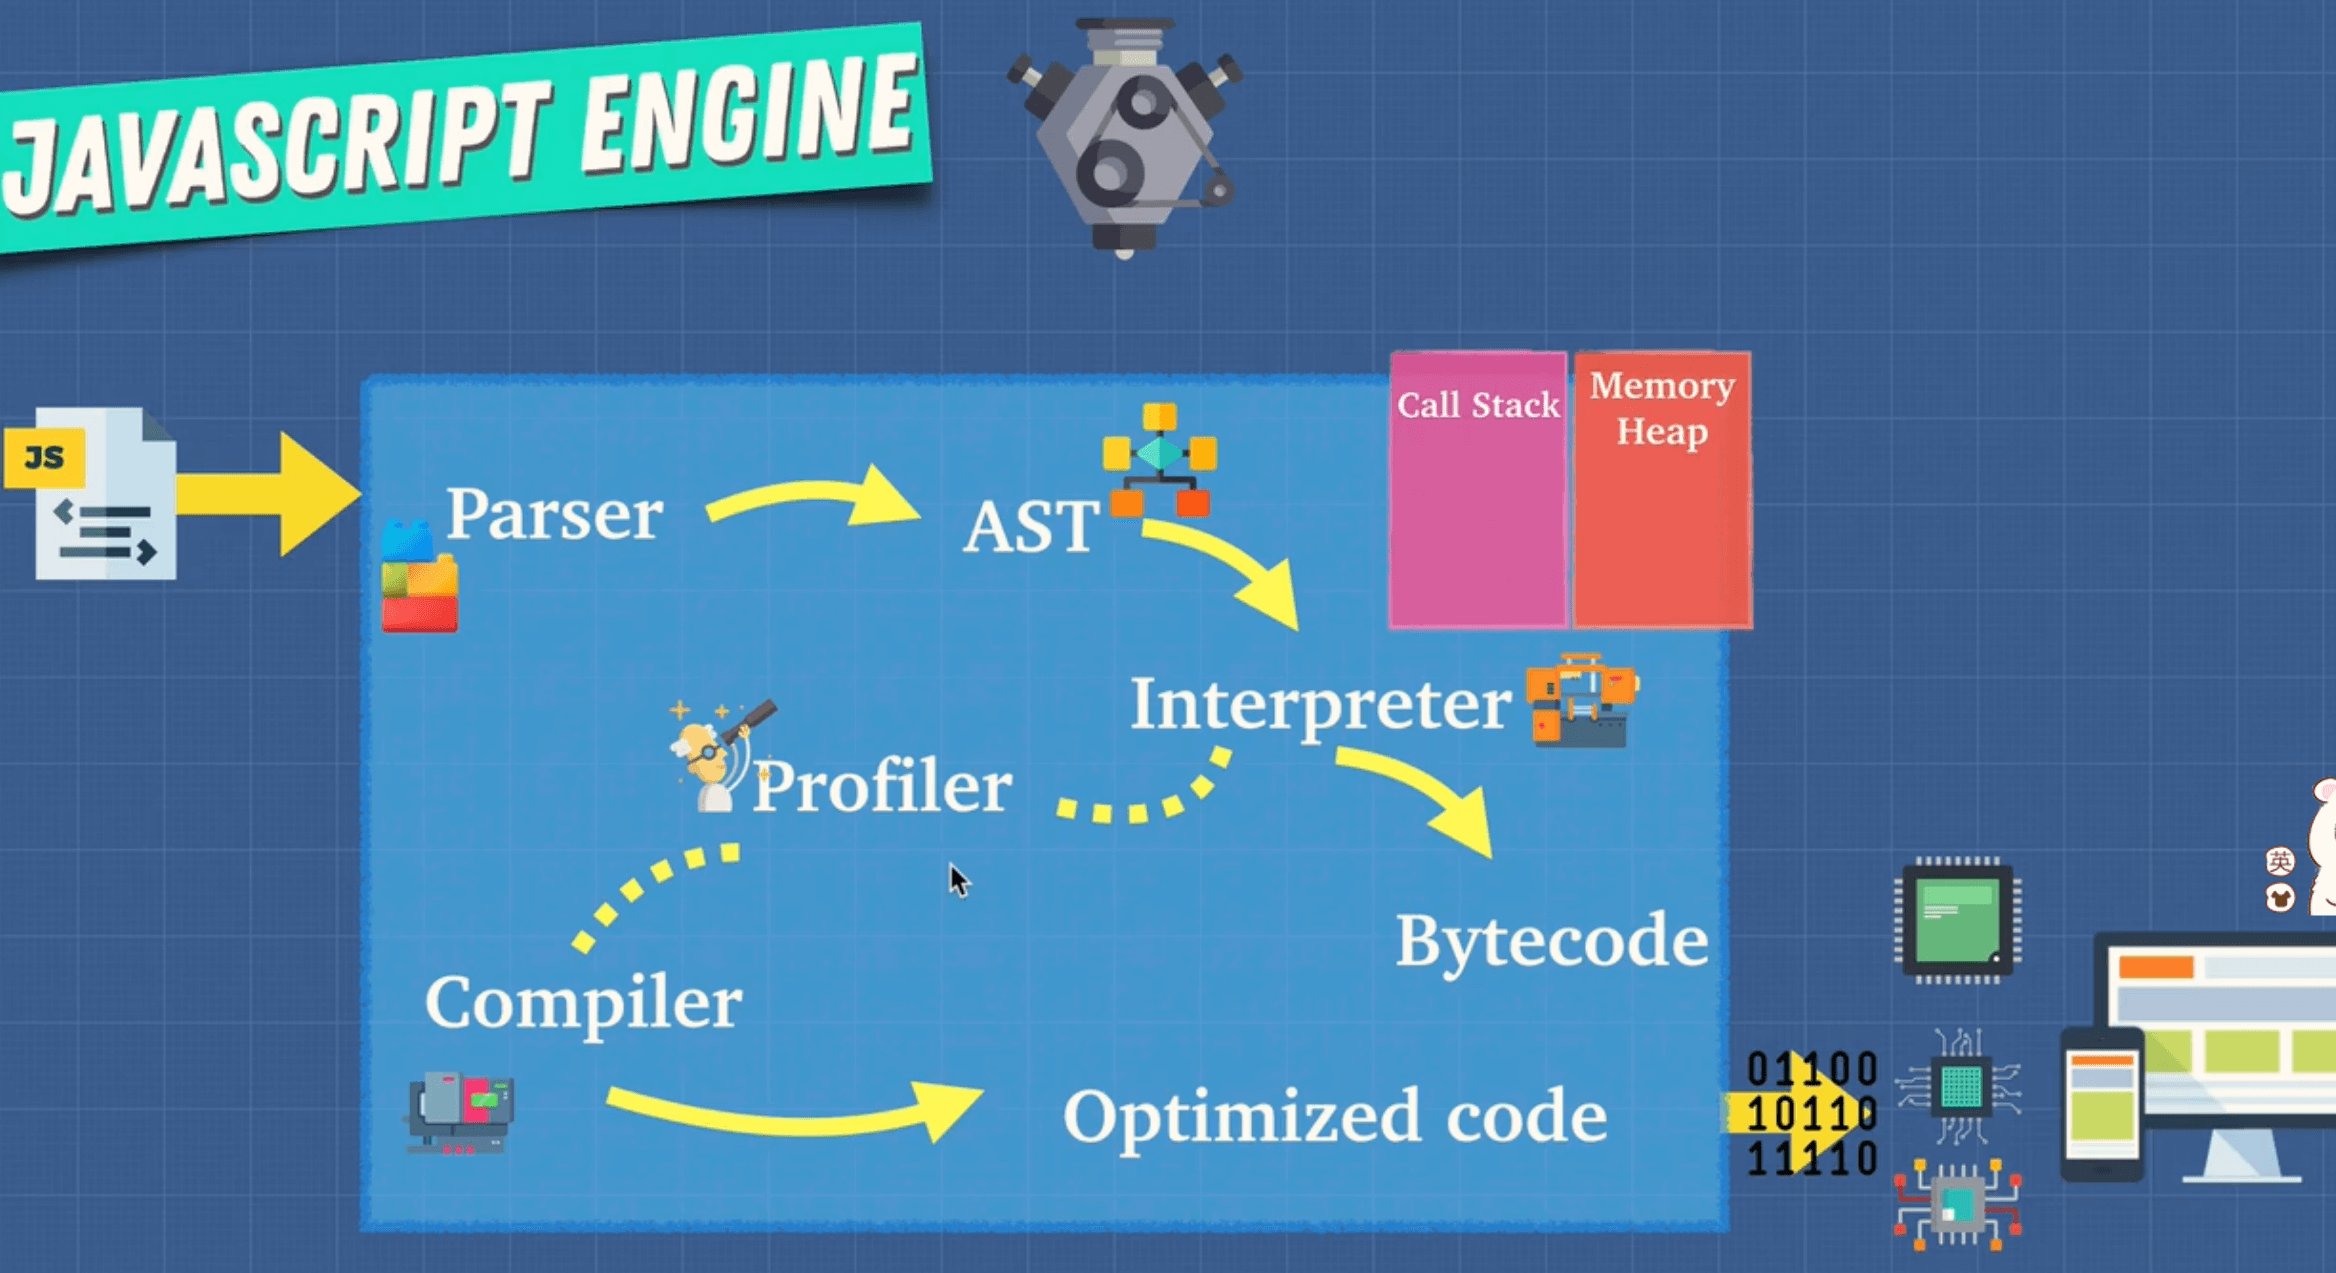 JAVASCRIPT ENGINE
JS
Call Stack
Memory
Heap
Parser
AST
Interpreter
Profiler
Bytecode
Compiler
Optimized code
01100
10110
11110
英